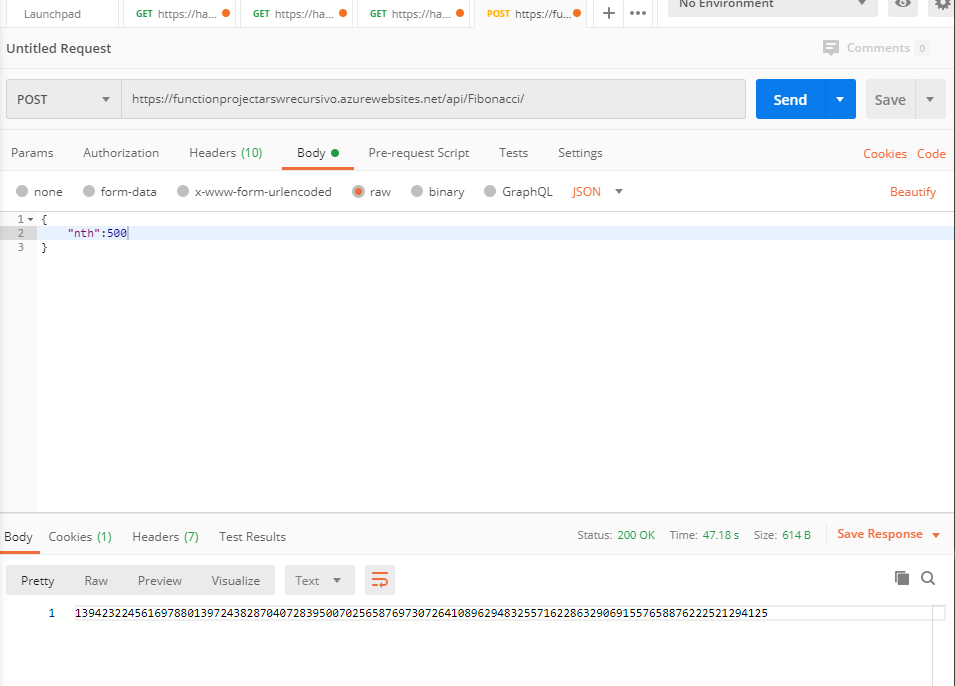 Launchpad GET https://ha... GET https://ha... GET https://ha... POST https://fu... + ••• No Environment
Untitled Request Comments 0
POST https://functionprojectarswrecursivo.azurewebsites.net/api/Fibonacci/ Send Save
Params Authorization Headers (10) Body Pre-request Script Tests Settings Cookies Code
none form-data x-www-form-urlencoded raw binary GraphQL JSON Beautify
1 {
2 "nth":500
3 }
Body Cookies (1) Headers (7) Test Results Status: 200 OK Time: 47.18 s Size: 614 B Save Response
Pretty Raw Preview Visualize Text
1 139423224561697880139724382870407283950070256587697307264108962948325571622863290691557658876222521294125